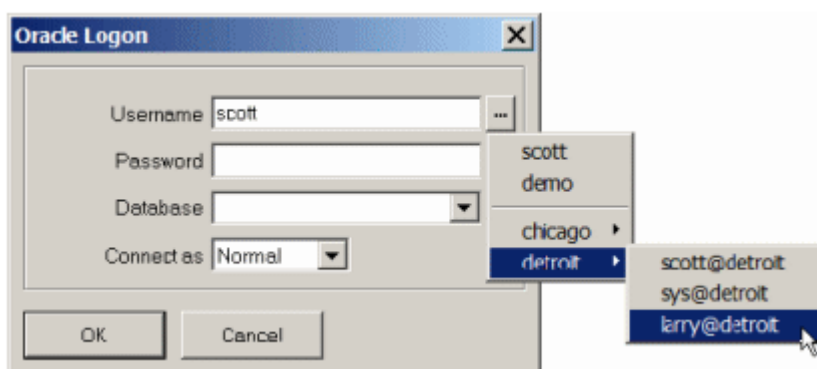 Oracle Logon
Username scott ...
Password
Database
Connect as Normal
OK Cancel
scott
demo
chicago
detroit
scott@detroit
sys@detroit
larry@detroit